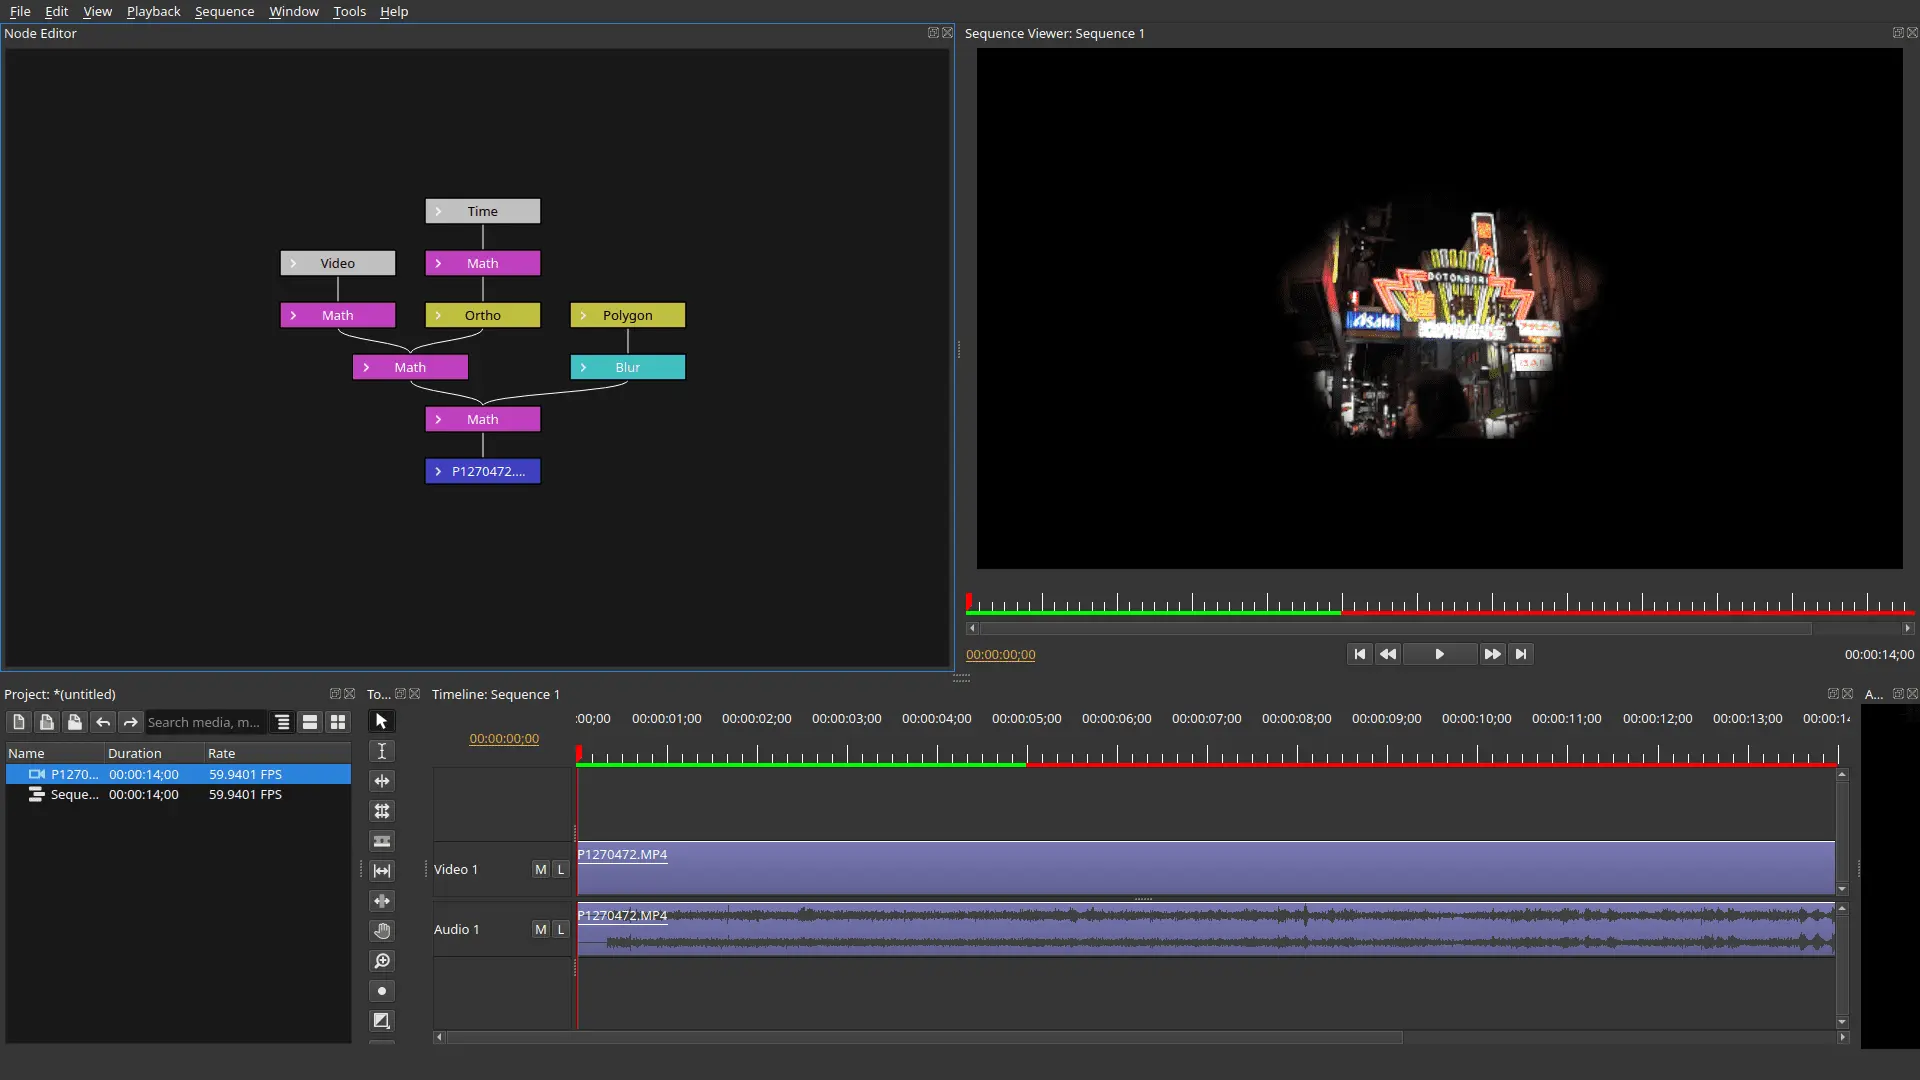 File Edit View Playback Sequence Window Tools Help
Node Editor
Sequence Viewer: Sequence 1
Time
Video
Math
Math
Ortho
Polygon
Math
Blur
Math
P1270472....
DOTONBORI
道
Asahi
00:00:00;00
00:00:14;00
Project: *(untitled)
To...
Timeline: Sequence 1
A...
Search media, m...
Name Duration Rate
P1270... 00:00:14;00 59.9401 FPS
Seque... 00:00:14;00 59.9401 FPS
:00;00 00:00:01;00 00:00:02;00 00:00:03;00 00:00:04;00 00:00:05;00 00:00:06;00 00:00:07;00 00:00:08;00 00:00:09;00 00:00:10;00 00:00:11;00 00:00:12;00 00:00:13;00 00:00:14
00:00:00;00
P1270472.MP4
Video 1 M L
P1270472.MP4
Audio 1 M L